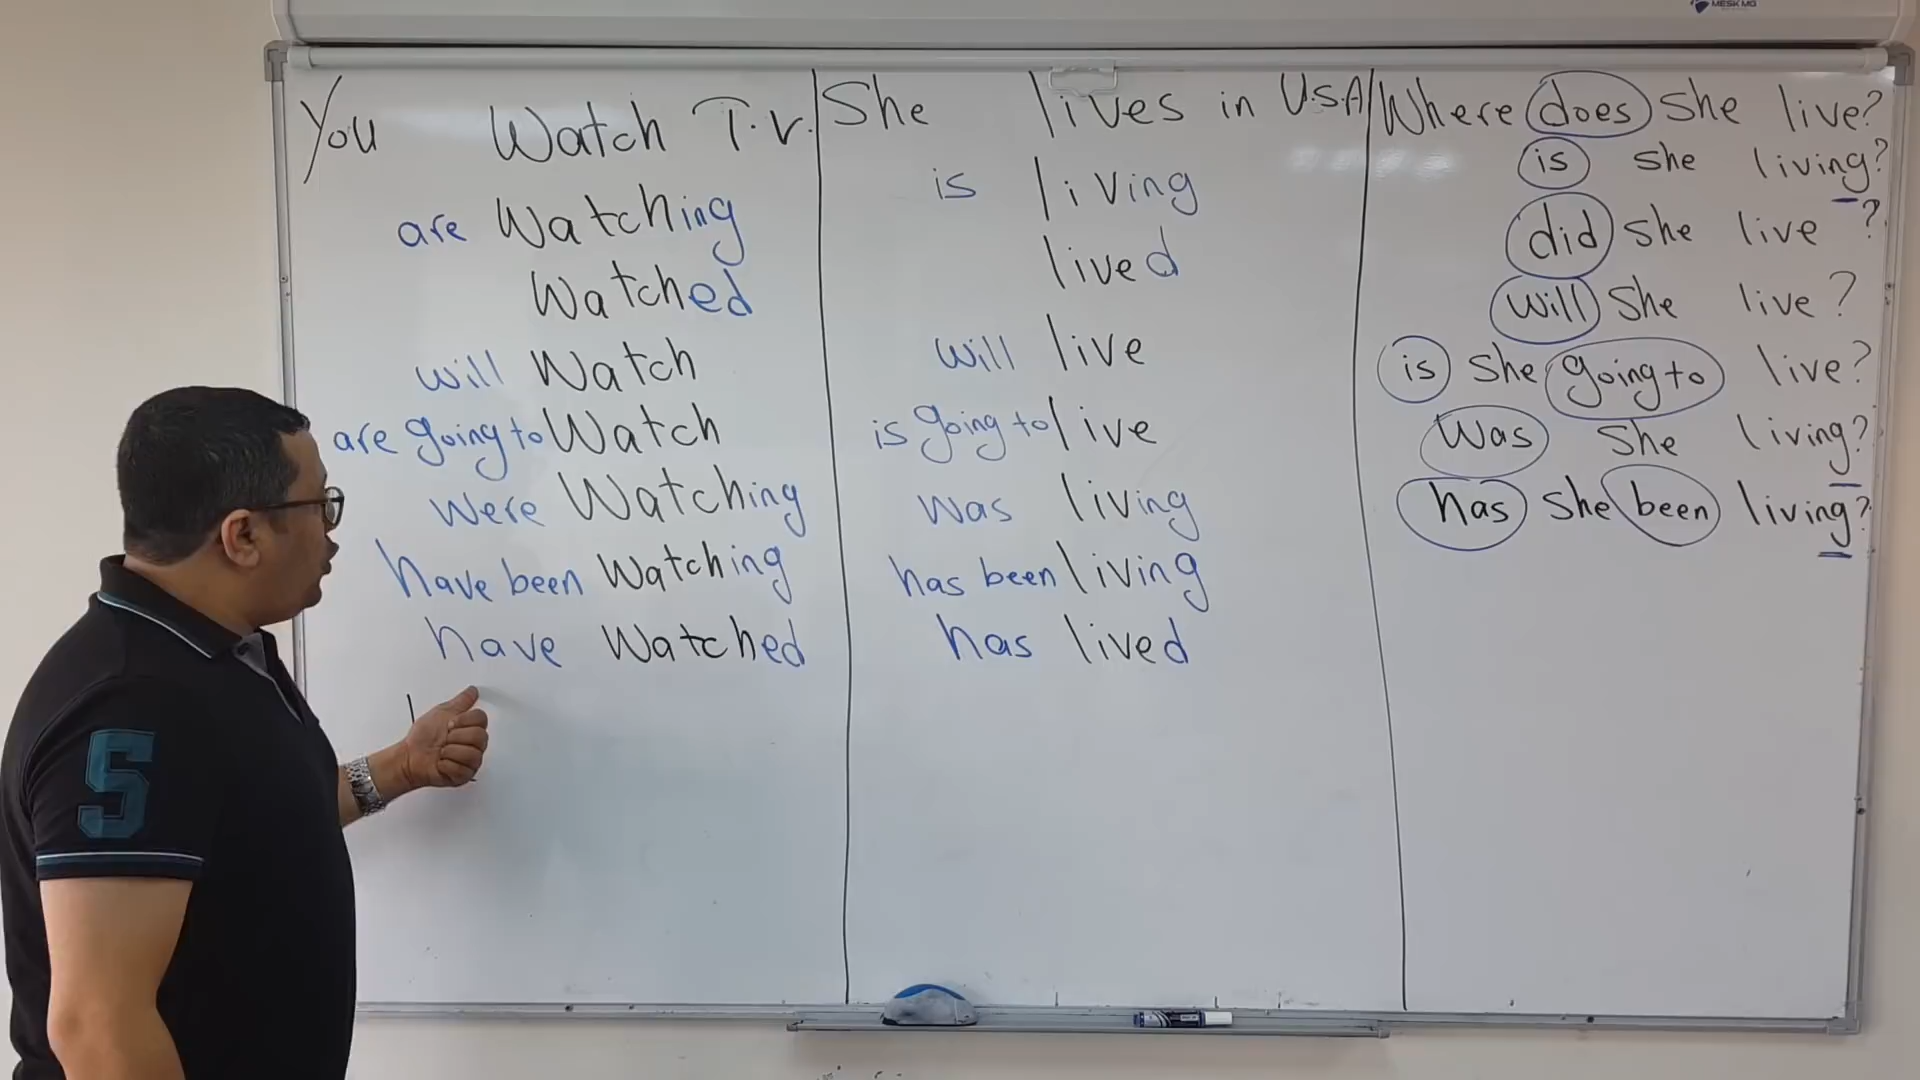 MESK MG
You Watch T.V.
are Watching
Watched
will Watch
are going to Watch
were Watching
have been Watching
have Watched
She lives in U.S.A
is living
lived
will live
is going to live
was living
has been living
has lived
Where does she live?
is she living?
did she live ?
will she live ?
is she going to live?
was she living?
has she been living?
5